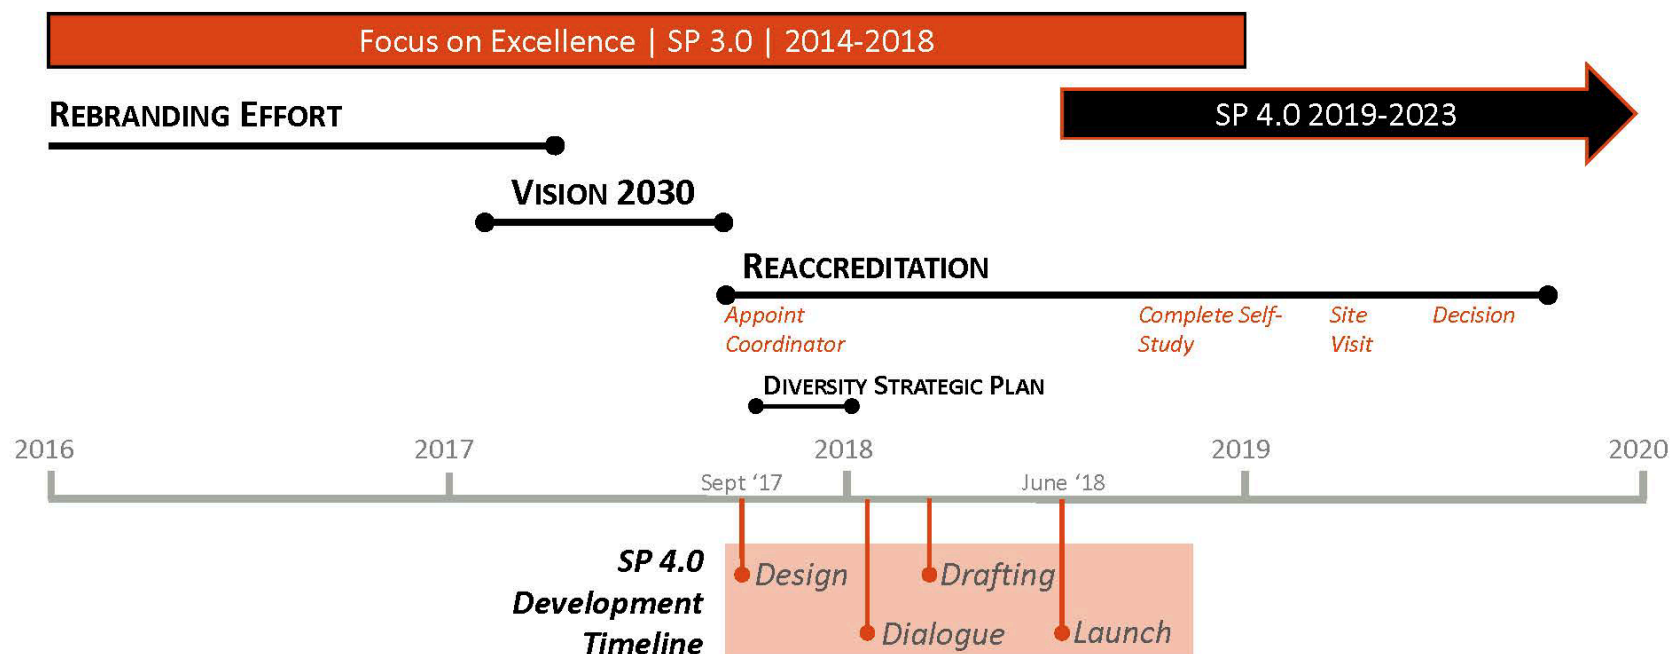 Focus on Excellence | SP 3.0 | 2014-2018
SP 4.0 2019-2023
REBRANDING EFFORT
VISION 2030
REACCREDITATION
Appoint
Coordinator
Complete Self-
Study
Site
Visit
Decision
DIVERSITY STRATEGIC PLAN
2016
2017
2018
2019
2020
Sept ‘17
June ‘18
SP 4.0
Development
Timeline
Design
Drafting
Dialogue
Launch